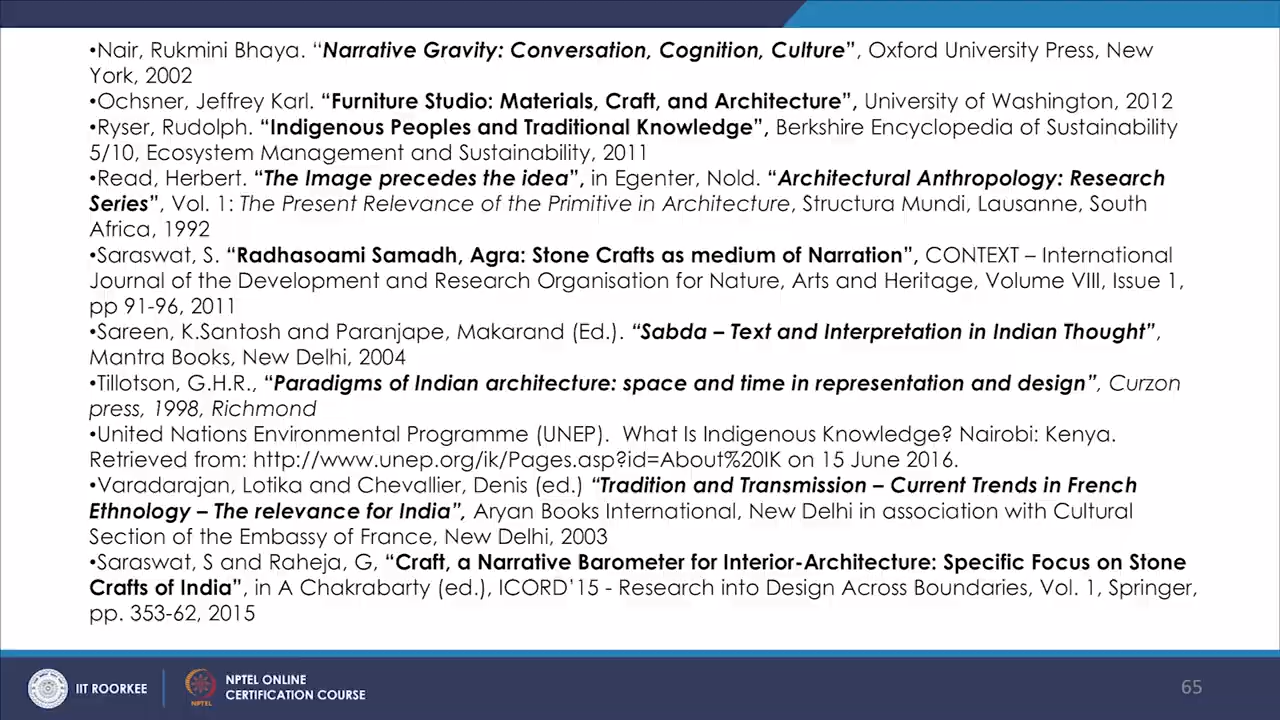 •Nair, Rukmini Bhaya. “Narrative Gravity: Conversation, Cognition, Culture”, Oxford University Press, New
York, 2002
•Ochsner, Jeffrey Karl. “Furniture Studio: Materials, Craft, and Architecture”, University of Washington, 2012
•Ryser, Rudolph. “Indigenous Peoples and Traditional Knowledge”, Berkshire Encyclopedia of Sustainability
5/10, Ecosystem Management and Sustainability, 2011
•Read, Herbert. “The Image precedes the idea”, in Egenter, Nold. “Architectural Anthropology: Research
Series”, Vol. 1: The Present Relevance of the Primitive in Architecture, Structura Mundi, Lausanne, South
Africa, 1992
•Saraswat, S. “Radhasoami Samadh, Agra: Stone Crafts as medium of Narration”, CONTEXT – International
Journal of the Development and Research Organisation for Nature, Arts and Heritage, Volume VIII, Issue 1,
pp 91-96, 2011
•Sareen, K.Santosh and Paranjape, Makarand (Ed.). “Sabda – Text and Interpretation in Indian Thought”,
Mantra Books, New Delhi, 2004
•Tillotson, G.H.R., “Paradigms of Indian architecture: space and time in representation and design”, Curzon
press, 1998, Richmond
•United Nations Environmental Programme (UNEP).  What Is Indigenous Knowledge? Nairobi: Kenya.
Retrieved from: http://www.unep.org/ik/Pages.asp?id=About%20IK on 15 June 2016.
•Varadarajan, Lotika and Chevallier, Denis (ed.) “Tradition and Transmission – Current Trends in French
Ethnology – The relevance for India”, Aryan Books International, New Delhi in association with Cultural
Section of the Embassy of France, New Delhi, 2003
•Saraswat, S and Raheja, G, “Craft, a Narrative Barometer for Interior-Architecture: Specific Focus on Stone
Crafts of India”, in A Chakrabarty (ed.), ICORD’15 - Research into Design Across Boundaries, Vol. 1, Springer,
pp. 353-62, 2015
IIT ROORKEE
NPTEL
NPTEL ONLINE
CERTIFICATION COURSE
65